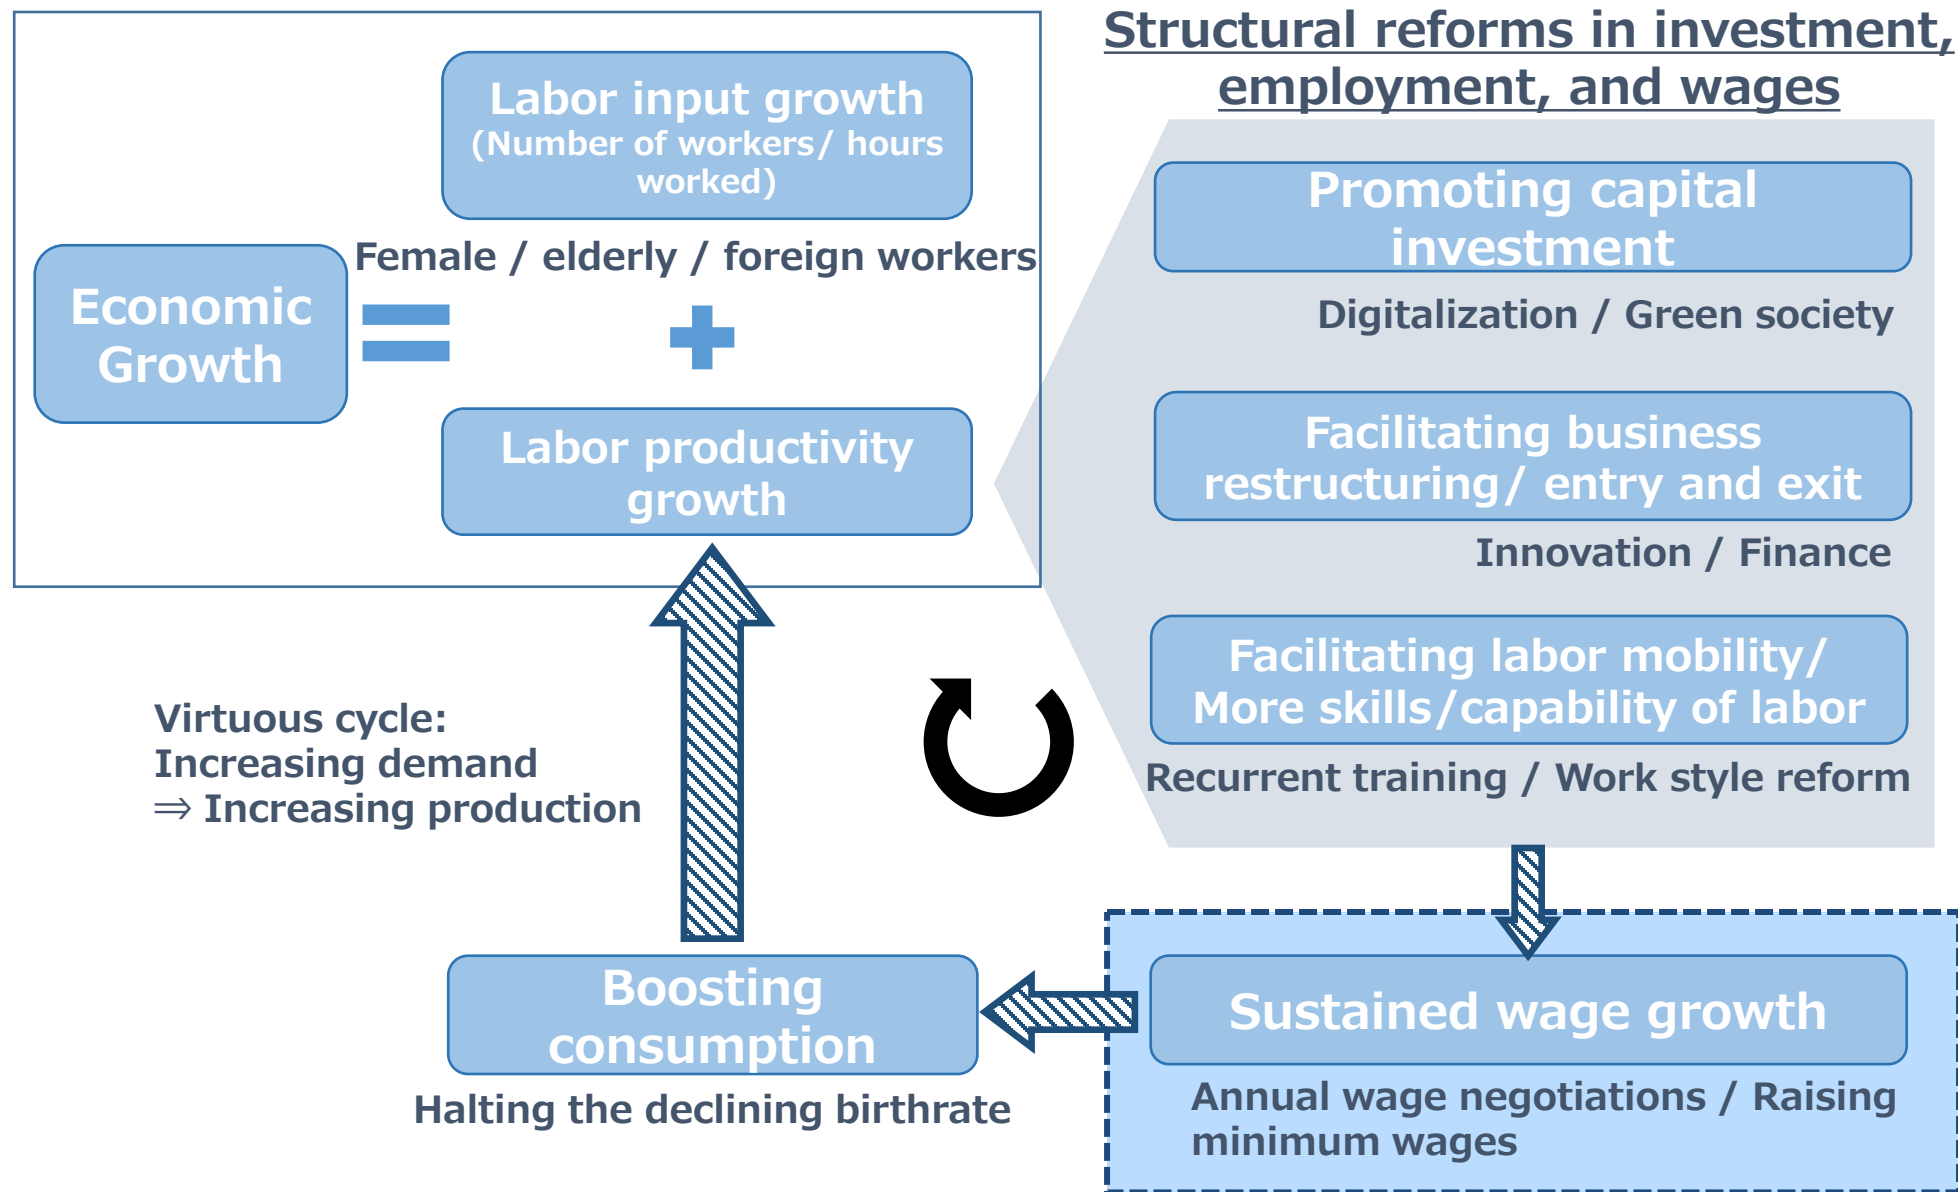 Structural reforms in investment,
employment, and wages
Labor input growth
(Number of workers/ hours
worked)
Female / elderly / foreign workers
Economic
Growth
=
+
Labor productivity
growth
Promoting capital
investment
Digitalization / Green society
Facilitating business
restructuring/ entry and exit
Innovation / Finance
Facilitating labor mobility/
More skills/capability of labor
Recurrent training / Work style reform
Virtuous cycle:
Increasing demand
⇒ Increasing production
Boosting
consumption
Halting the declining birthrate
Sustained wage growth
Annual wage negotiations / Raising
minimum wages